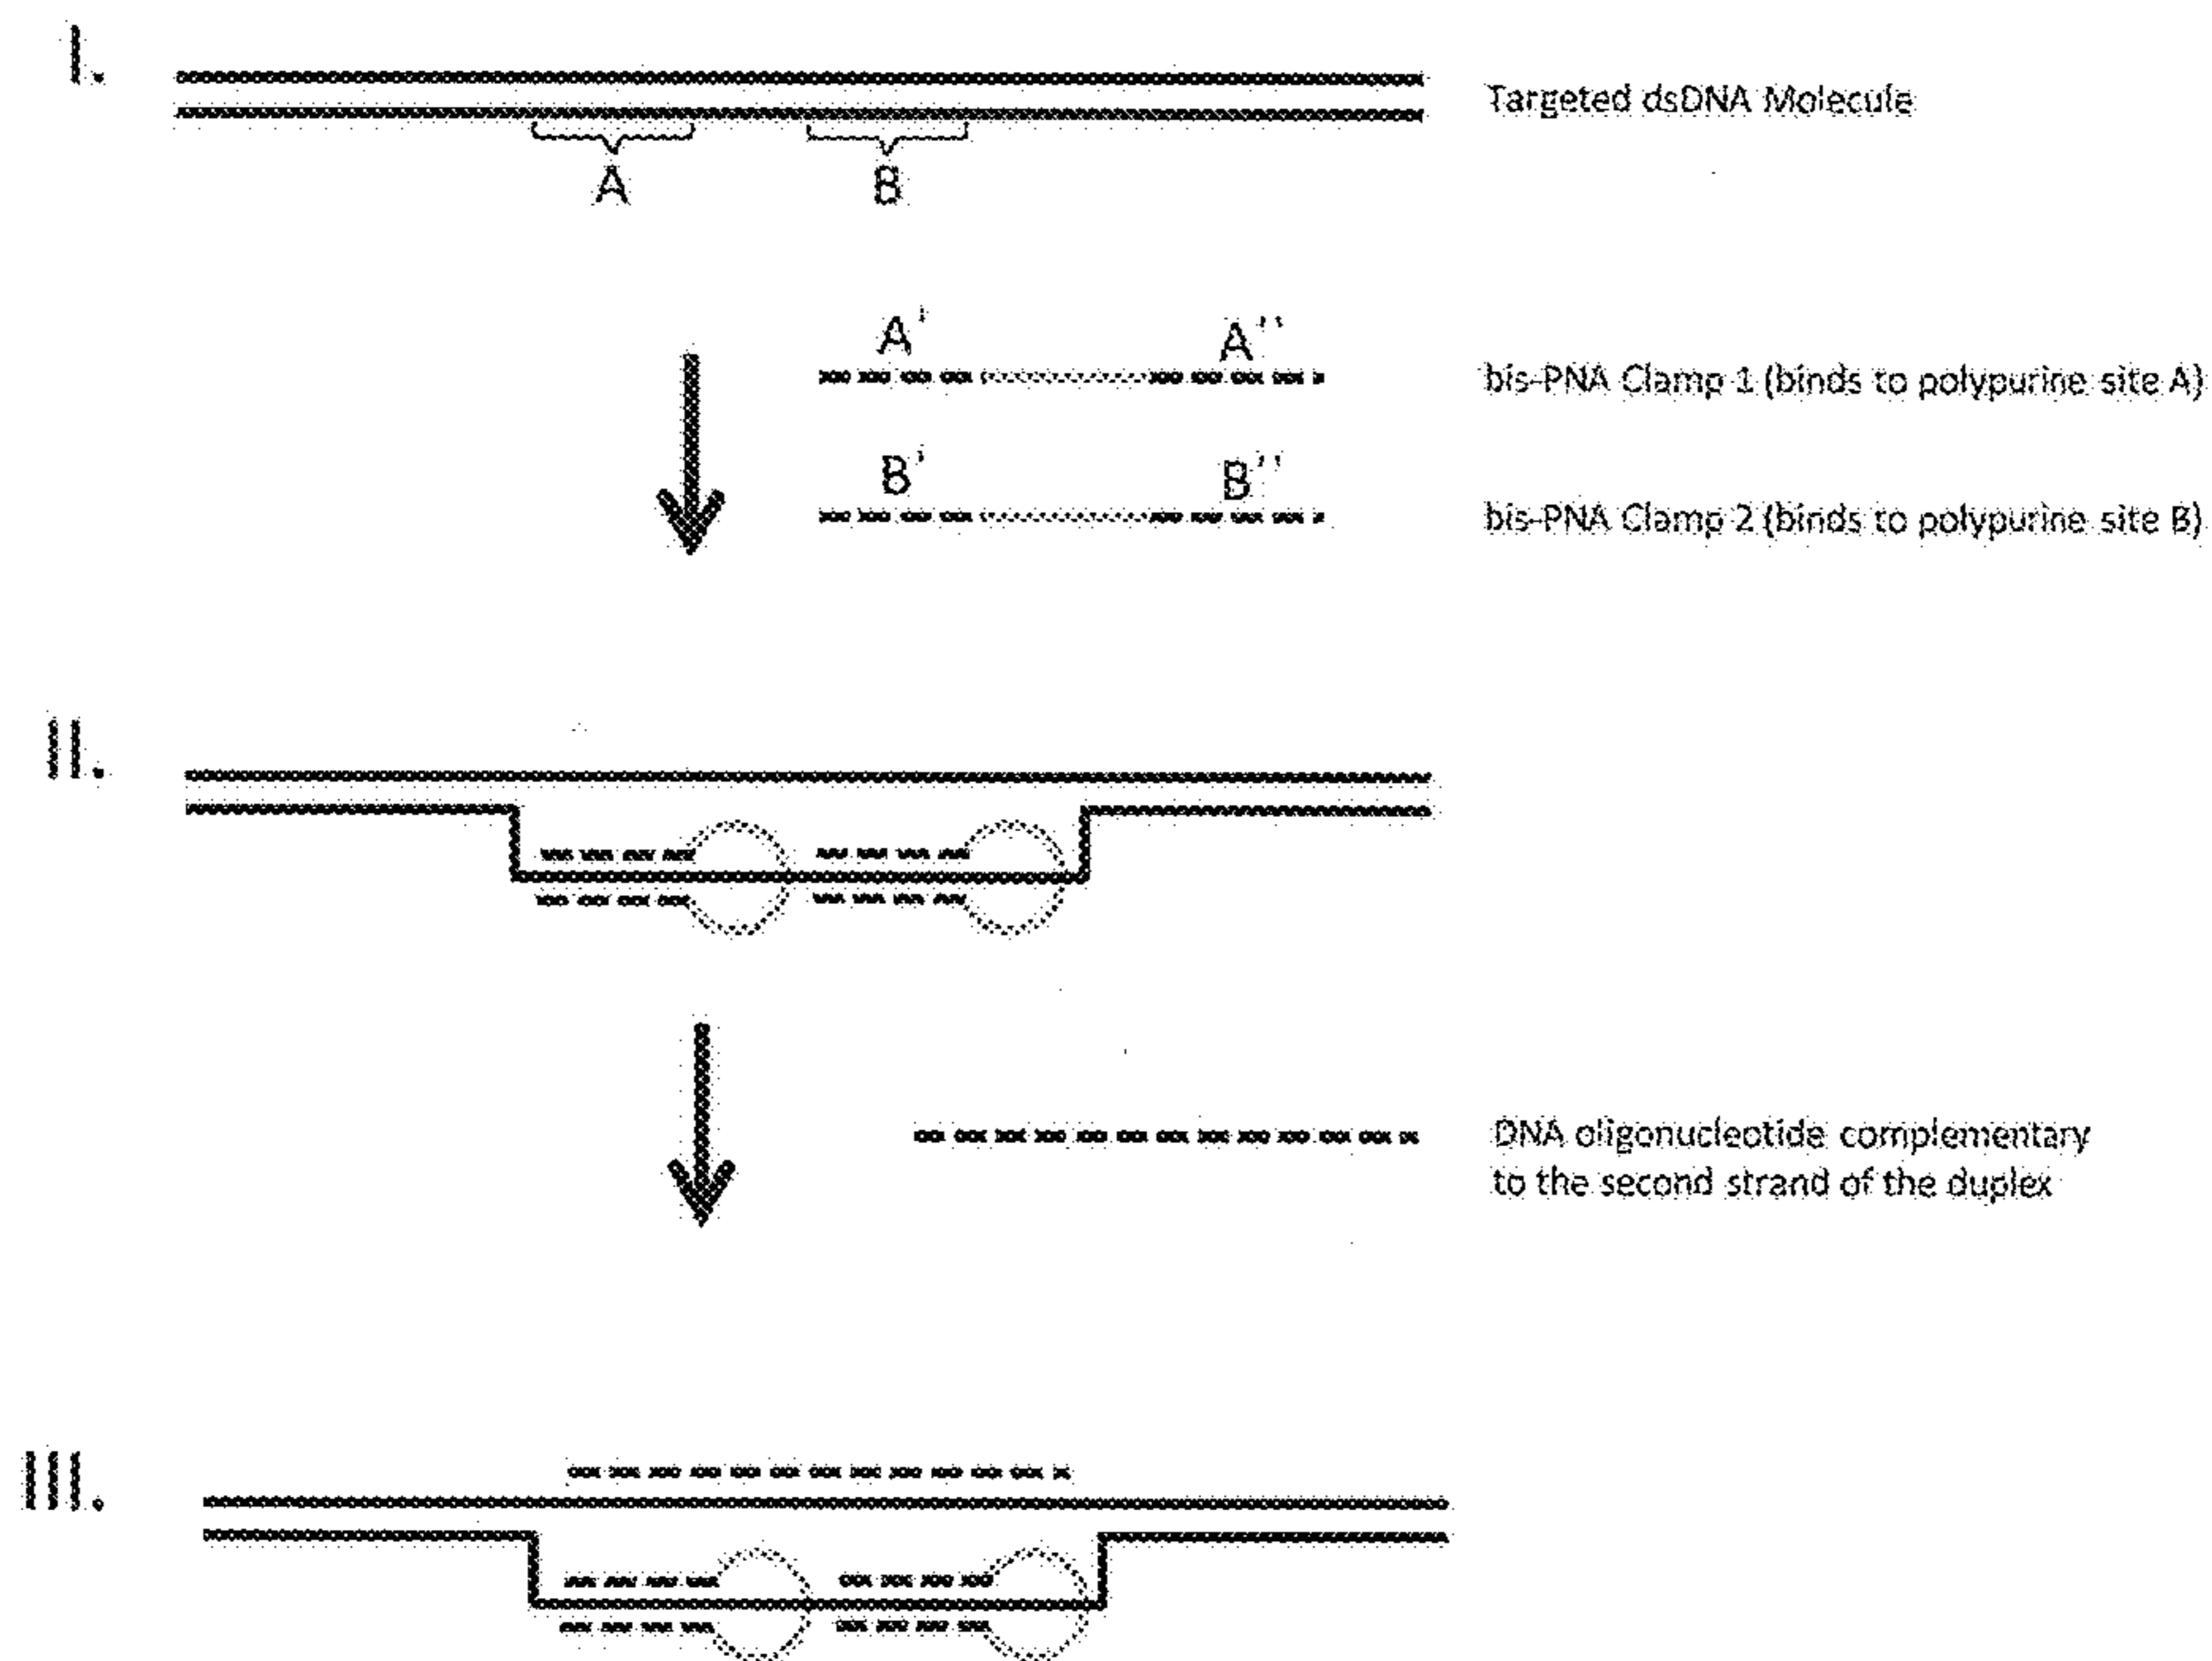 I.
Targeted dsDNA Molecule
A
B
A'
A''
bis-PNA Clamp 1 (binds to polypurine site A)
B'
B''
bis-PNA Clamp 2 (binds to polypurine site B)
II.
DNA oligonucleotide complementary
to the second strand of the duplex
III.